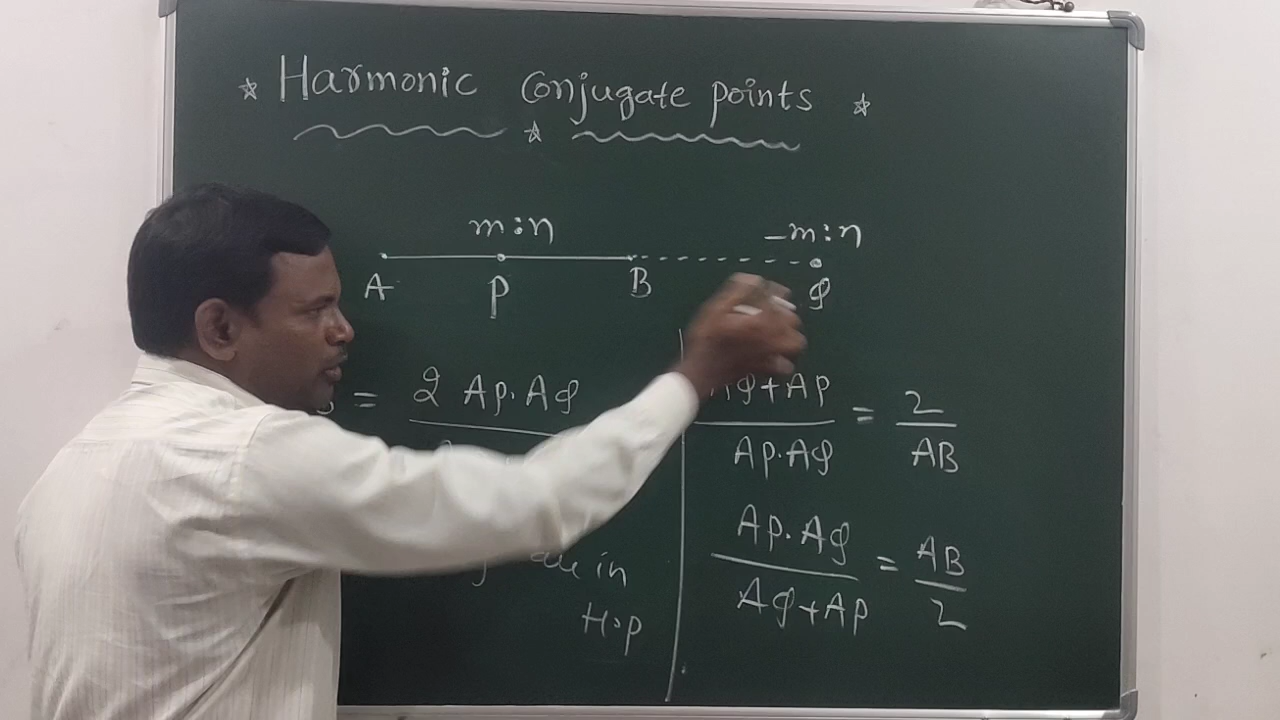 ☆ Harmonic Conjugate points ☆
☆
m:n
-m:n
A P B Q
= 2 AP.AQ
AQ+AP = 2
AP.AQ AB
AP.AQ = AB
AQ+AP 2
are in
H.P